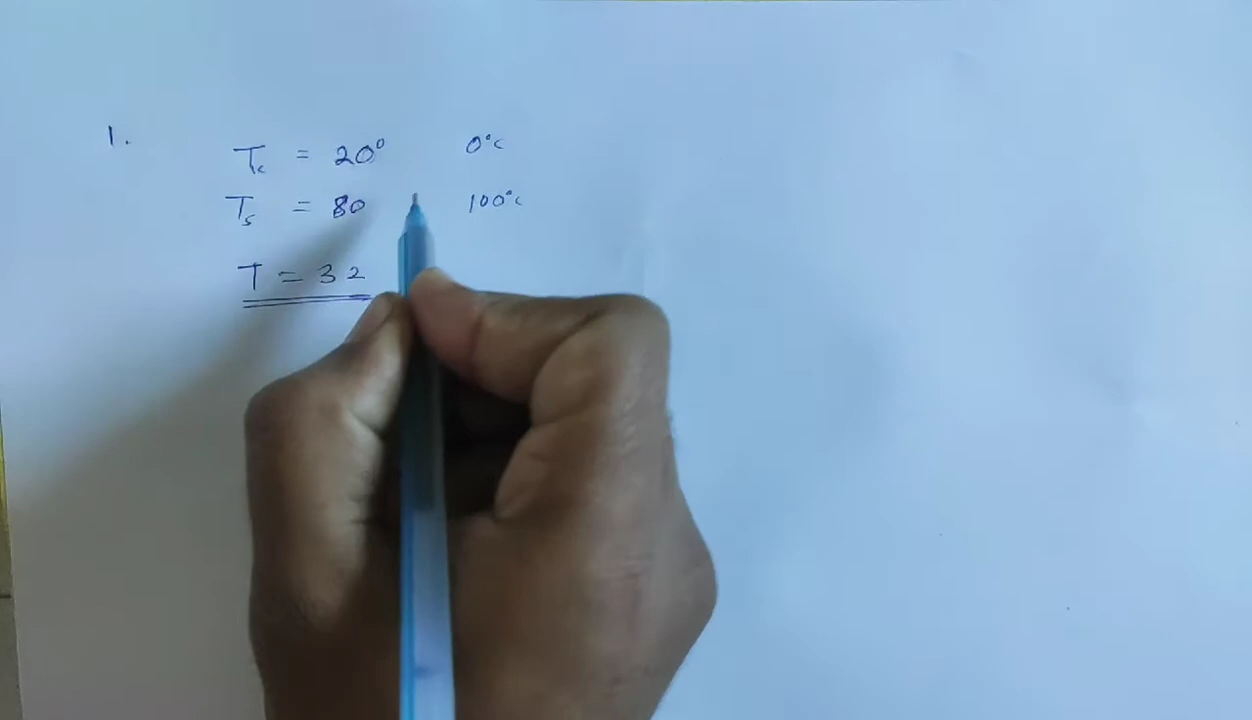 1. Tc = 20° 0°c
Ts = 80 100°c
T = 32